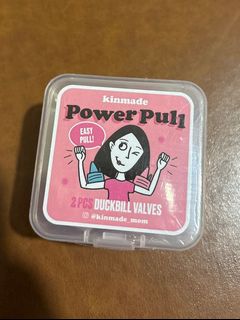 kinmade
Power Pull
EASY
PULL!
2 PCS DUCKBILL VALVES
@kinmade_mom